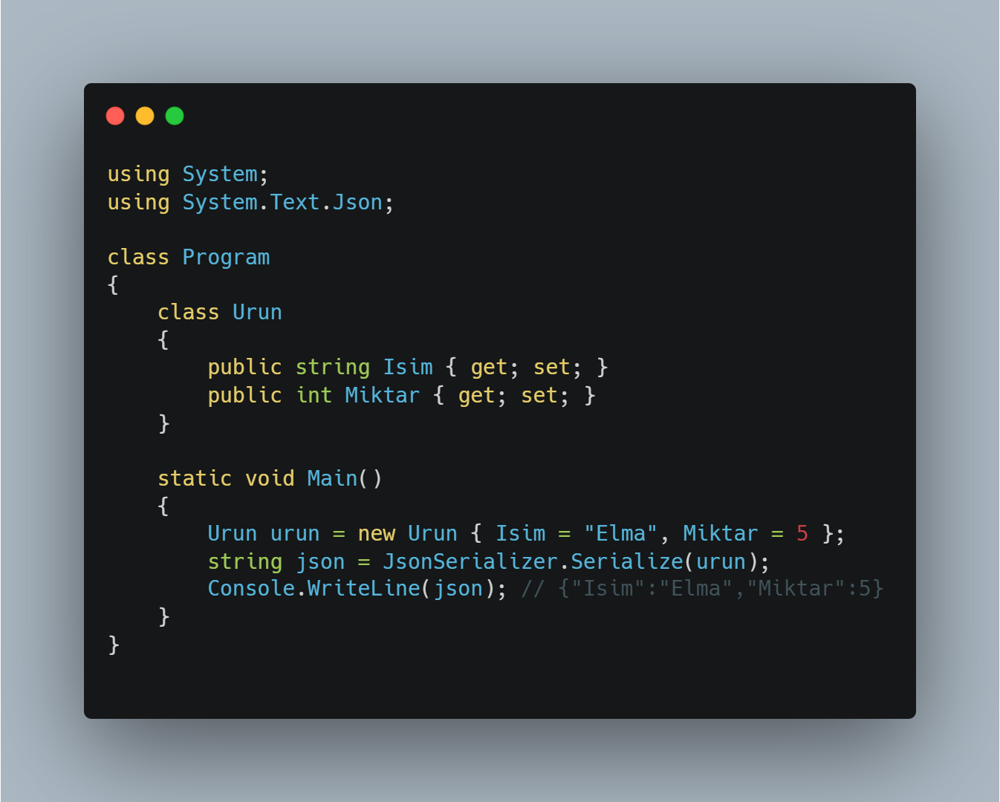 using System;
using System.Text.Json;

class Program
{
    class Urun
    {
        public string Isim { get; set; }
        public int Miktar { get; set; }
    }

    static void Main()
    {
        Urun urun = new Urun { Isim = "Elma", Miktar = 5 };
        string json = JsonSerializer.Serialize(urun);
        Console.WriteLine(json); // {"Isim":"Elma","Miktar":5}
    }
}